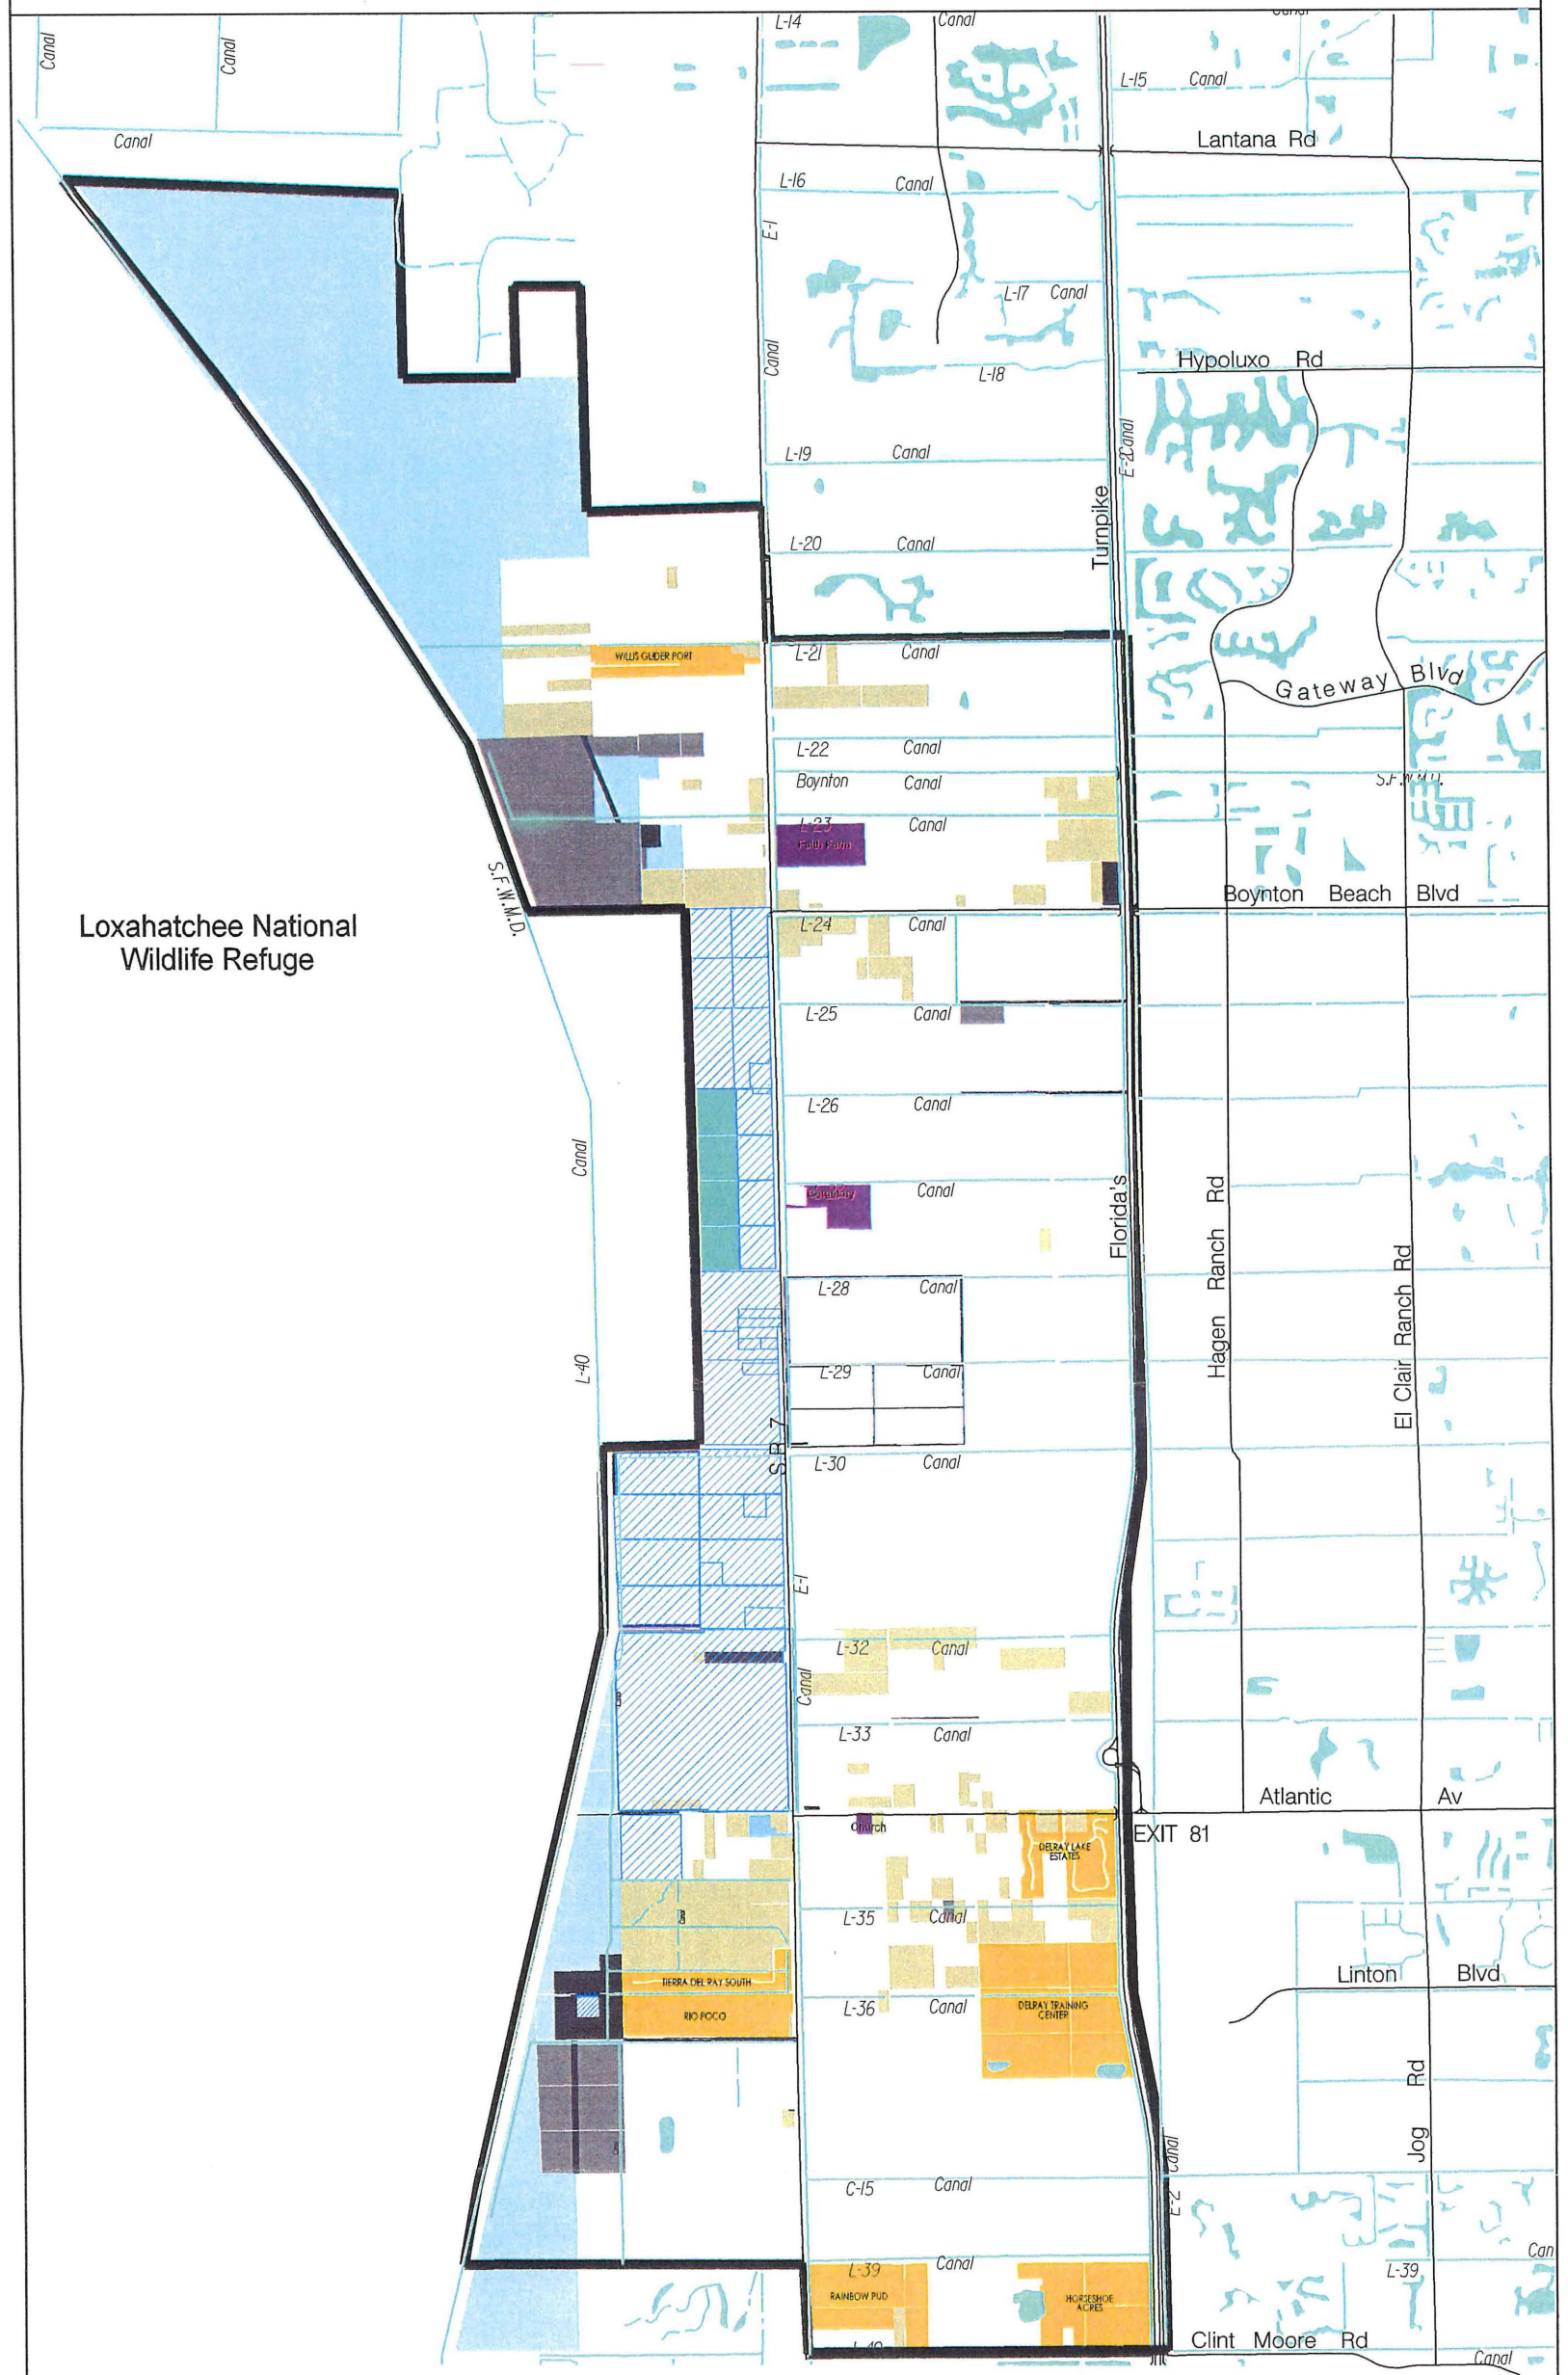 L-14
Canal
Canal
Canal
L-15 Canal
Lantana Rd
Canal
L-16 Canal
E-1
L-17 Canal
Canal
Hypoluxo Rd
L-18
L-19 Canal
E-2
Canal
Turnpike
L-20 Canal
WILLIS GLIDER PORT
L-21 Canal
Gateway Blvd
L-22 Canal
Boynton Canal
S.F.W.M.D.
L-23 Canal
Faith Farm
S.F.W.M.D.
Boynton Beach Blvd
Loxahatchee National
Wildlife Refuge
L-24 Canal
L-25 Canal
L-26 Canal
Canal
Canal
Florida's
Hagen Ranch Rd
El Clair Ranch Rd
L-28 Canal
L-40
L-29 Canal
S R 7
L-30 Canal
E-1
L-32 Canal
Canal
L-33 Canal
Atlantic Av
Church
EXIT 81
DELRAY LAKE
ESTATES
L-35 Canal
Linton Blvd
TIERRA DEL RAY SOUTH
RIO POCO
L-36 Canal
DELRAY TRAINING
CENTER
Jog Rd
Canal
E-2
C-15 Canal
Can
L-39 Canal
L-39
RAINBOW PUD
HORSESHOE
ACRES
L-40
Clint Moore Rd
Canal